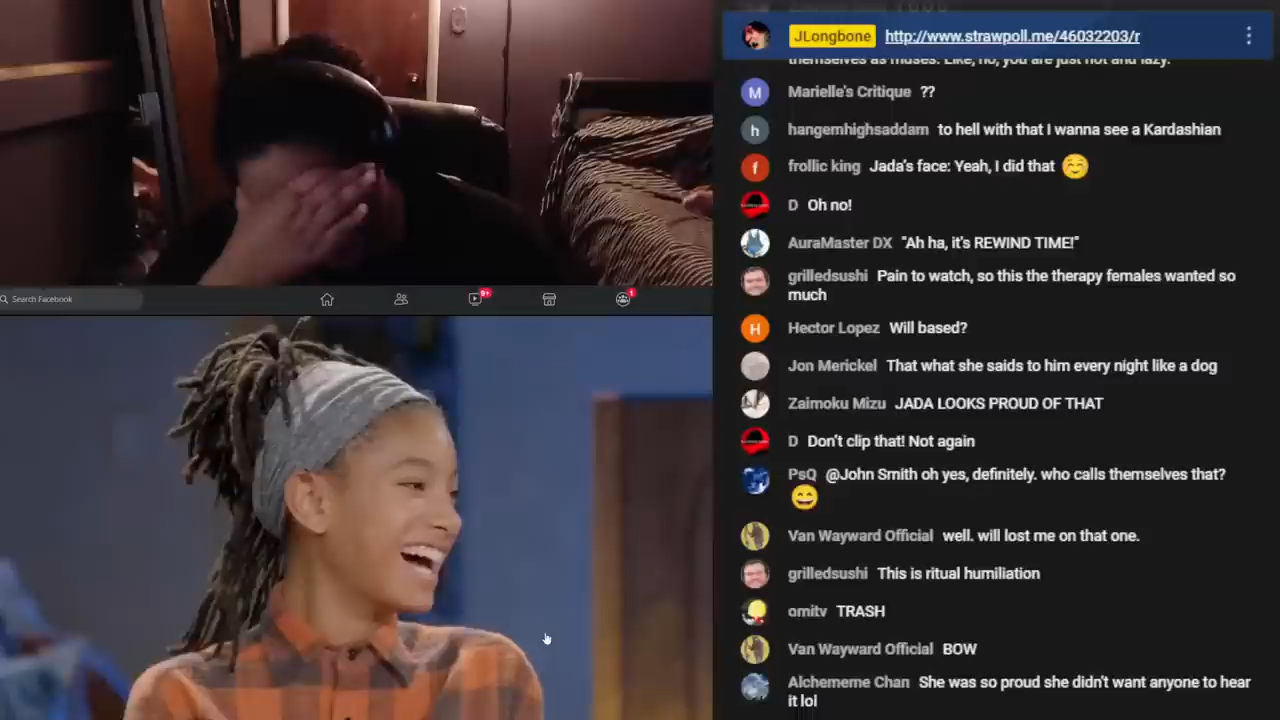 JLongbone http://www.strawpoll.me/46032203/r
themselves as muses. Like, no, you are just hot and lazy.
M Marielle's Critique ??
h hangemhighsaddam to hell with that I wanna see a Kardashian
f frollic king Jada's face: Yeah, I did that
D Oh no!
AuraMaster DX "Ah ha, it's REWIND TIME!"
grilledsushi Pain to watch, so this the therapy females wanted so
much
H Hector Lopez Will based?
Jon Merickel That what she saids to him every night like a dog
Zaimoku Mizu JADA LOOKS PROUD OF THAT
D Don't clip that! Not again
PsQ @John Smith oh yes, definitely. who calls themselves that?
Van Wayward Official well. will lost me on that one.
grilledsushi This is ritual humiliation
omitv TRASH
Van Wayward Official BOW
Alchememe Chan She was so proud she didn't want anyone to hear
it lol
Search Facebook
9+
1